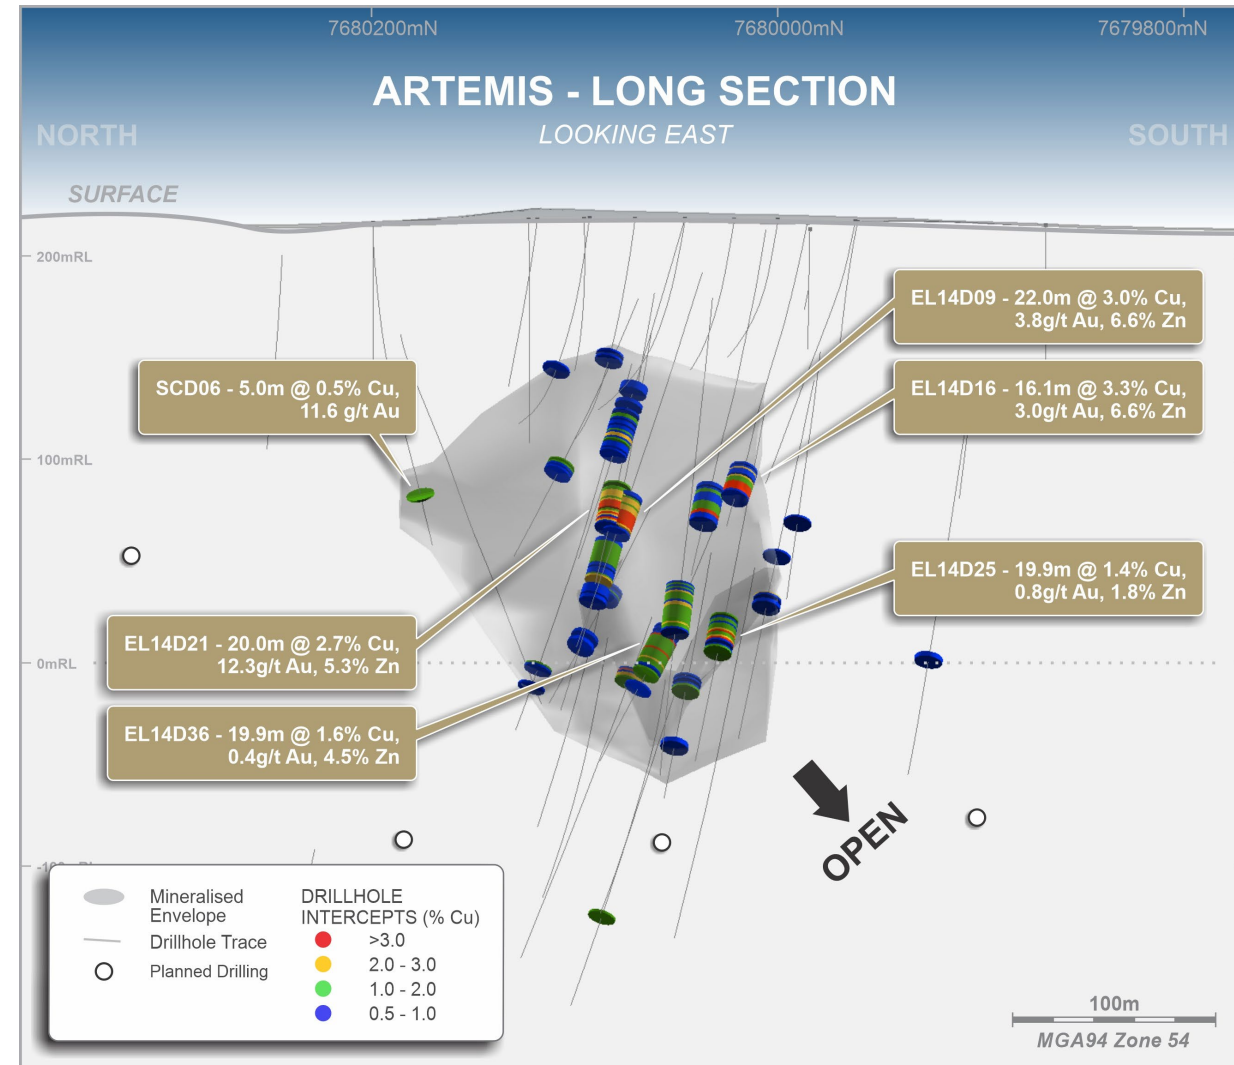 7680200mN
7680000mN
7679800mN
ARTEMIS - LONG SECTION
LOOKING EAST
NORTH
SOUTH
SURFACE
200mRL
EL14D09 - 22.0m @ 3.0% Cu,
3.8g/t Au, 6.6% Zn
SCD06 - 5.0m @ 0.5% Cu,
11.6 g/t Au
EL14D16 - 16.1m @ 3.3% Cu,
3.0g/t Au, 6.6% Zn
100mRL
EL14D25 - 19.9m @ 1.4% Cu,
0.8g/t Au, 1.8% Zn
EL14D21 - 20.0m @ 2.7% Cu,
12.3g/t Au, 5.3% Zn
0mRL
EL14D36 - 19.9m @ 1.6% Cu,
0.4g/t Au, 4.5% Zn
OPEN
Mineralised
Envelope
Drillhole Trace
Planned Drilling
DRILLHOLE
INTERCEPTS (% Cu)
>3.0
2.0 - 3.0
1.0 - 2.0
0.5 - 1.0
100m
MGA94 Zone 54